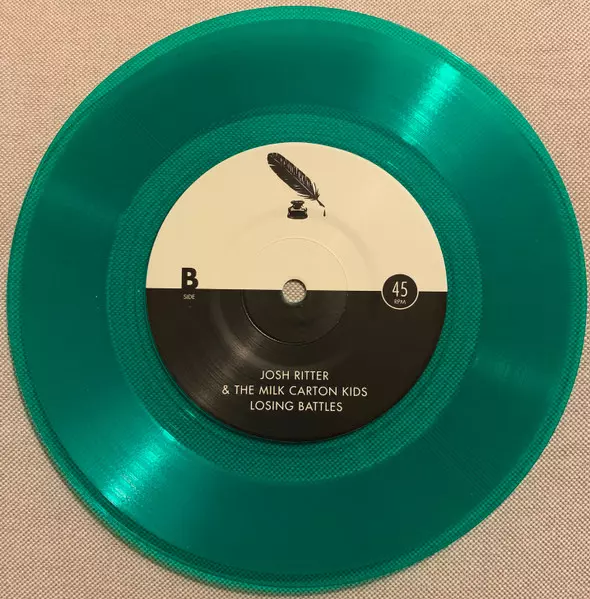 B
SIDE
45
RPM
JOSH RITTER
& THE MILK CARTON KIDS
LOSING BATTLES